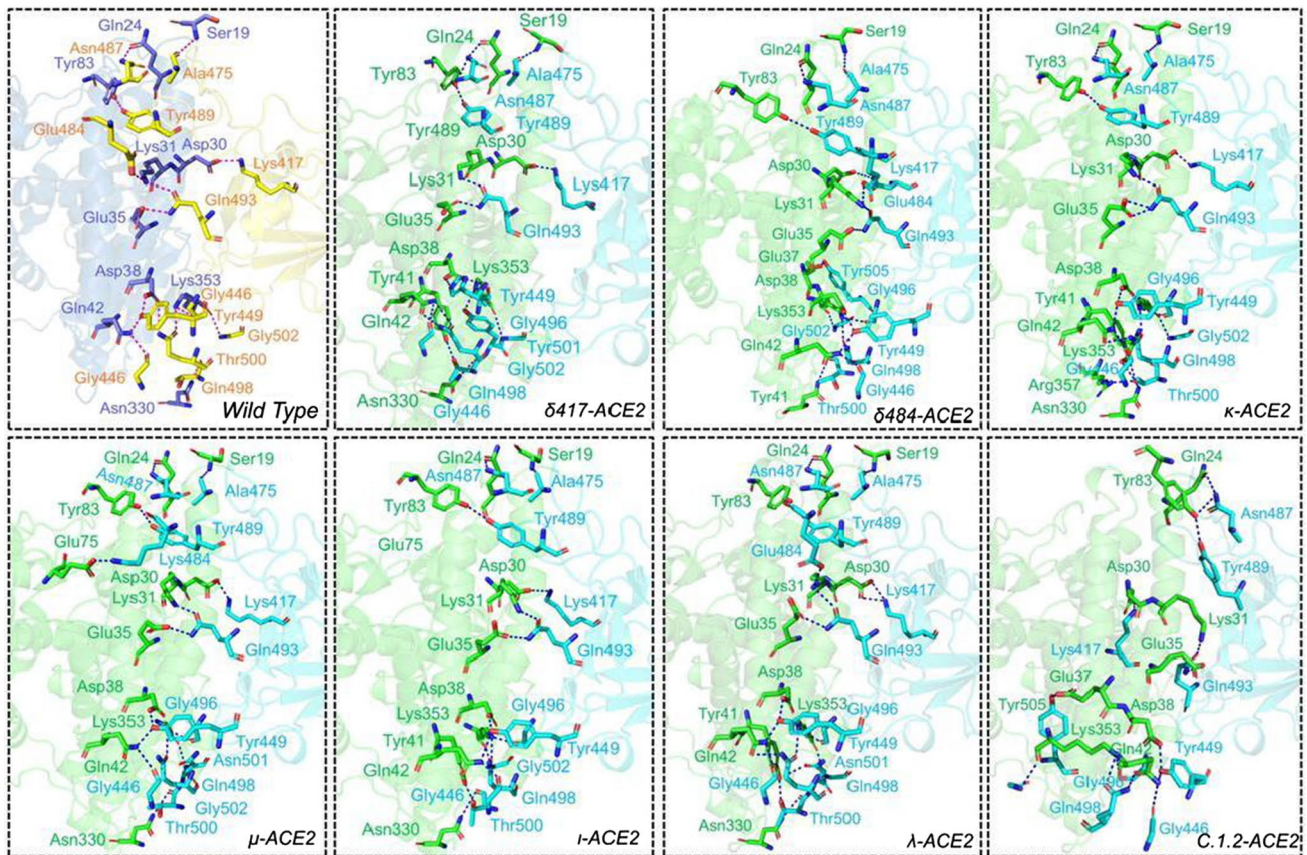 Gln24
Ser19
Asn487
Tyr83
Ala475
Tyr489
Glu484
Lys31
Asp30
Lys417
Gln493
Glu35
Asp38
Lys353
Gly446
Gln42
Tyr449
Gly502
Thr500
Gly446
Gln498
Asn330
Wild Type
Ser19
Gln24
Tyr83
Ala475
Asn487
Tyr489
Tyr489
Asp30
Lys31
Lys417
Glu35
Gln493
Asp38
Lys353
Tyr41
Tyr449
Gln42
Gly496
Tyr501
Gly502
Asn330
Gln498
Gly446
δ417-ACE2
Ser19
Gln24
Tyr83
Ala475
Asn487
Tyr489
Asp30
Lys417
Lys31
Glu484
Glu35
Gln493
Glu37
Asp38
Tyr505
Gly496
Lys353
Gly502
Gln42
Tyr449
Gln498
Gly446
Tyr41
Thr500
δ484-ACE2
Gln24
Ser19
Tyr83
Ala475
Asn487
Tyr489
Asp30
Lys31
Lys417
Glu35
Gln493
Asp38
Gly496
Tyr41
Tyr449
Gln42
Gly502
Lys353
Gly446
Gln498
Arg357
Thr500
Asn330
κ-ACE2
Gln24
Ser19
Asn487
Ala475
Tyr83
Tyr489
Glu75
Lys484
Asp30
Lys31
Lys417
Glu35
Gln493
Asp38
Gly496
Lys353
Tyr449
Gln42
Asn501
Gly446
Gln498
Gly502
Thr500
Asn330
μ-ACE2
Gln24
Ser19
Asn487
Ala475
Tyr83
Tyr489
Glu75
Asp30
Lys31
Lys417
Glu35
Gln493
Asp38
Gly496
Lys353
Tyr41
Tyr449
Gly502
Gln42
Gln498
Gly446
Thr500
Asn330
ι-ACE2
Gln24
Ser19
Asn487
Ala475
Tyr83
Tyr489
Glu484
Asp30
Lys31
Lys417
Glu35
Gln493
Asp38
Lys353
Gly496
Tyr41
Tyr449
Gln42
Asn501
Gly446
Gln498
Asn330
Thr500
λ-ACE2
Gln24
Tyr83
Asn487
Tyr489
Asp30
Lys31
Lys417
Glu35
Glu37
Gln493
Tyr505
Asp38
Lys353
Gln42
Tyr449
Gly496
Gln498
Gly446
C.1.2-ACE2